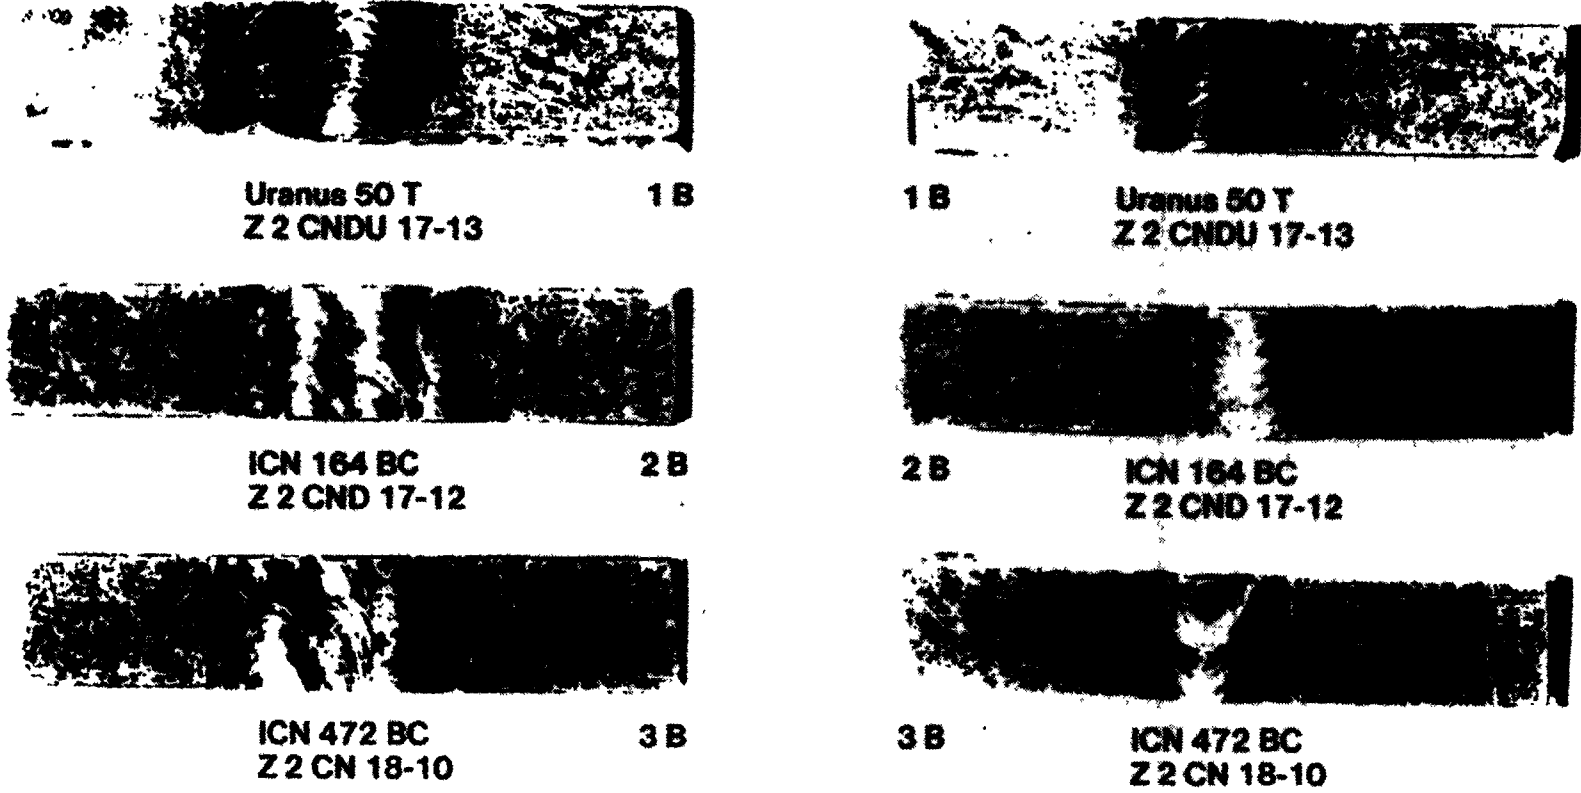 Uranus 50 T 1 B
Z 2 CNDU 17-13
1 B Uranus 50 T
Z 2 CNDU 17-13
ICN 164 BC 2 B
Z 2 CND 17-12
2 B ICN 164 BC
Z 2 CND 17-12
ICN 472 BC 3 B
Z 2 CN 18-10
3 B ICN 472 BC
Z 2 CN 18-10